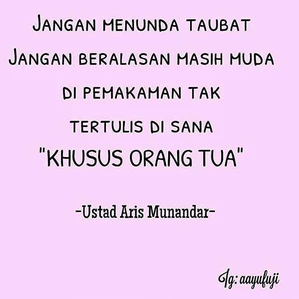 Jangan menunda taubat
Jangan beralasan masih muda
di pemakaman tak
tertulis di sana
"KHUSUS ORANG TUA"
-Ustad Aris Munandar-
Ig: aayufuji